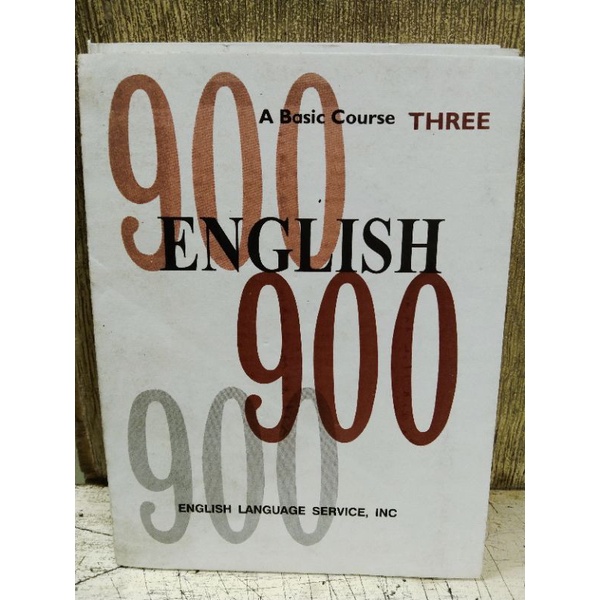 900
A Basic Course THREE
ENGLISH
900
900
ENGLISH LANGUAGE SERVICE, INC